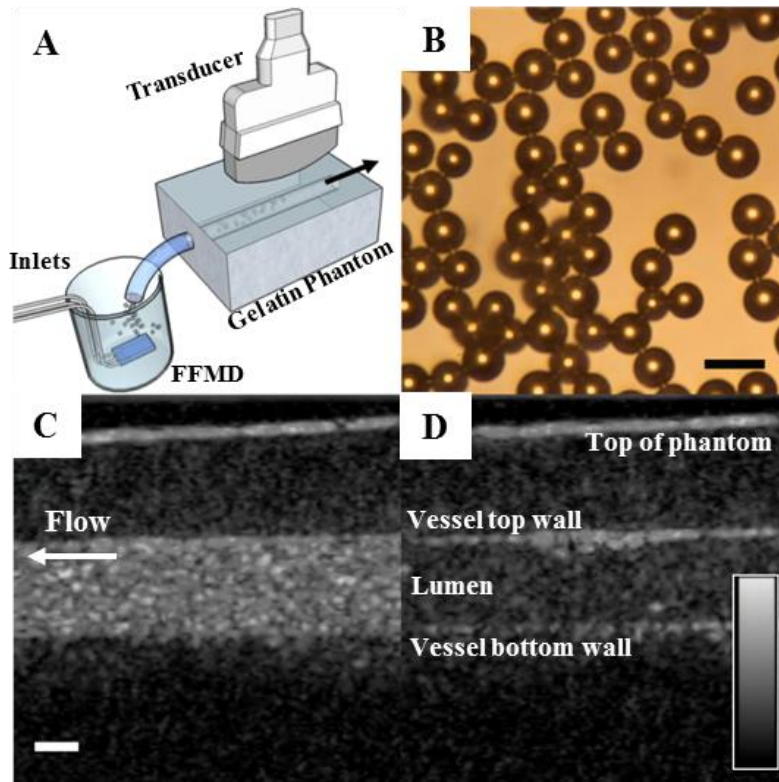 A
Transducer
Inlets
Gelatin Phantom
FFMD
B
C
Flow
D
Top of phantom
Vessel top wall
Lumen
Vessel bottom wall